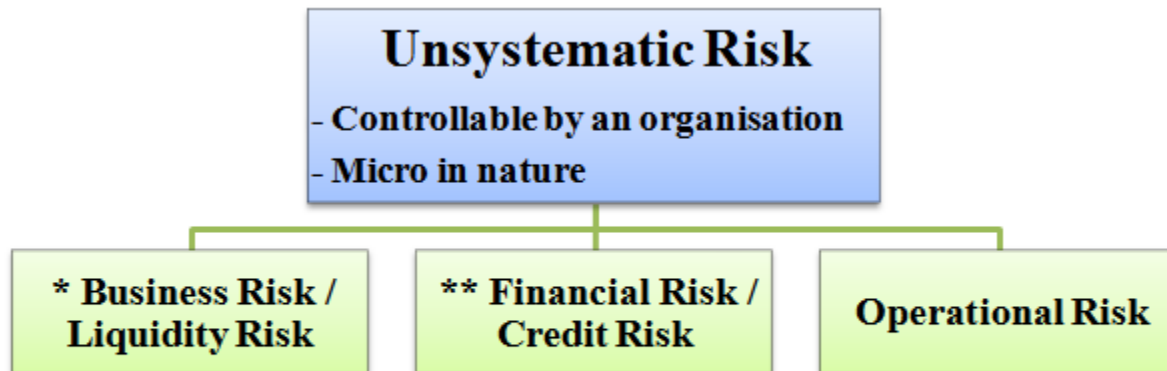 Unsystematic Risk
- Controllable by an organisation
- Micro in nature
* Business Risk /
Liquidity Risk
** Financial Risk /
Credit Risk
Operational Risk